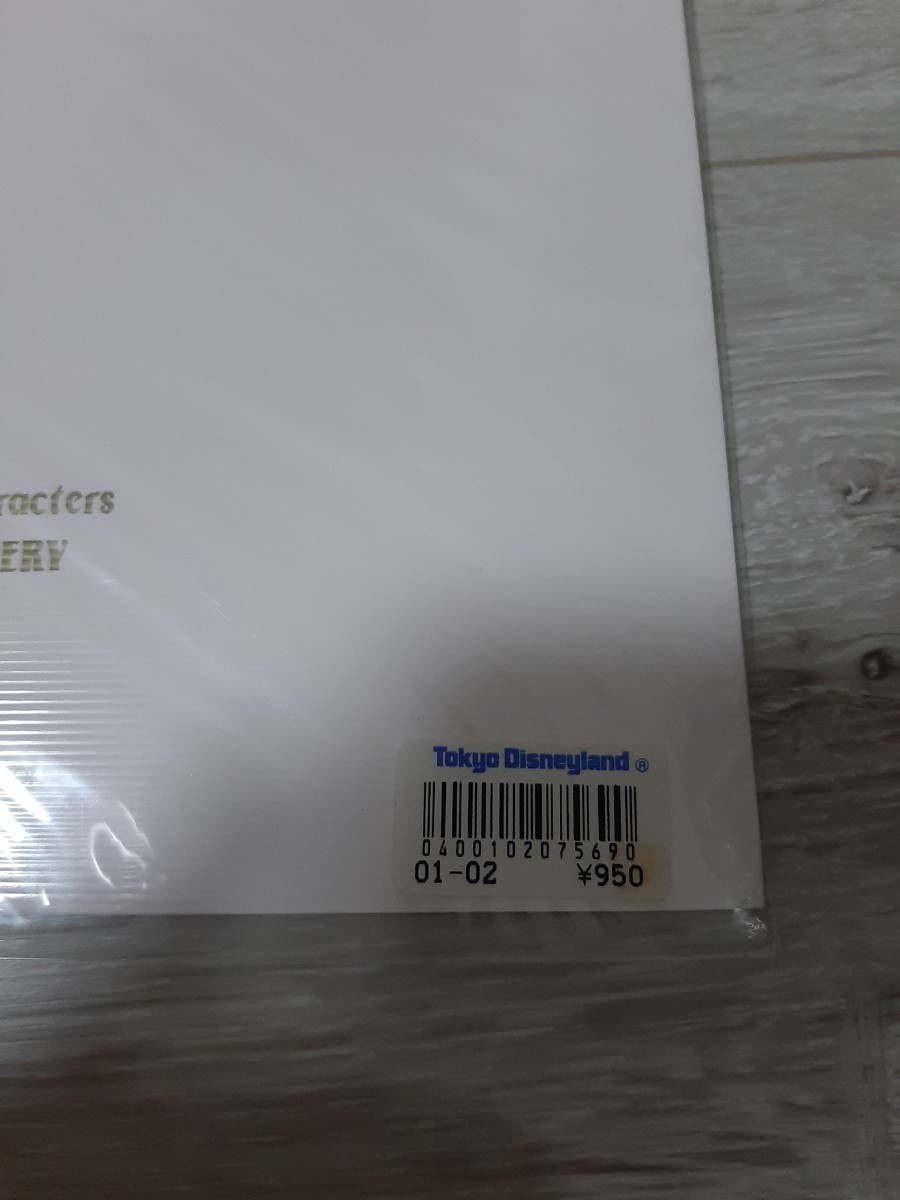 racters
ERY
Tokyo Disneyland ®
0400102075690
01-02 ¥950